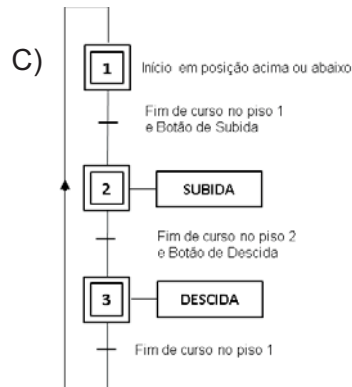 C)
1
Início em posição acima ou abaixo
Fim de curso no piso 1
e Botão de Subida
2
SUBIDA
Fim de curso no piso 2
e Botão de Descida
3
DESCIDA
Fim de curso no piso 1